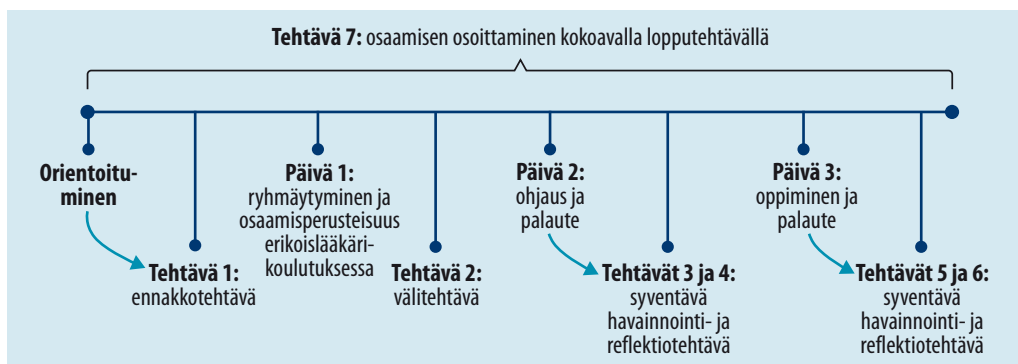 Tehtävä 7: osaamisen osoittaminen kokoavalla lopputehtävällä
Orientoitu-
minen
Tehtävä 1:
ennakkotehtävä
Päivä 1:
ryhmäytyminen ja
osaamisperusteisuus
erikoislääkäri-
koulutuksessa
Tehtävä 2:
välitehtävä
Päivä 2:
ohjaus ja
palaute
Tehtävät 3 ja 4:
syventävä
havainnointi- ja
reflektiotehtävä
Päivä 3:
oppiminen ja
palaute
Tehtävät 5 ja 6:
syventävä
havainnointi- ja
reflektiotehtävä